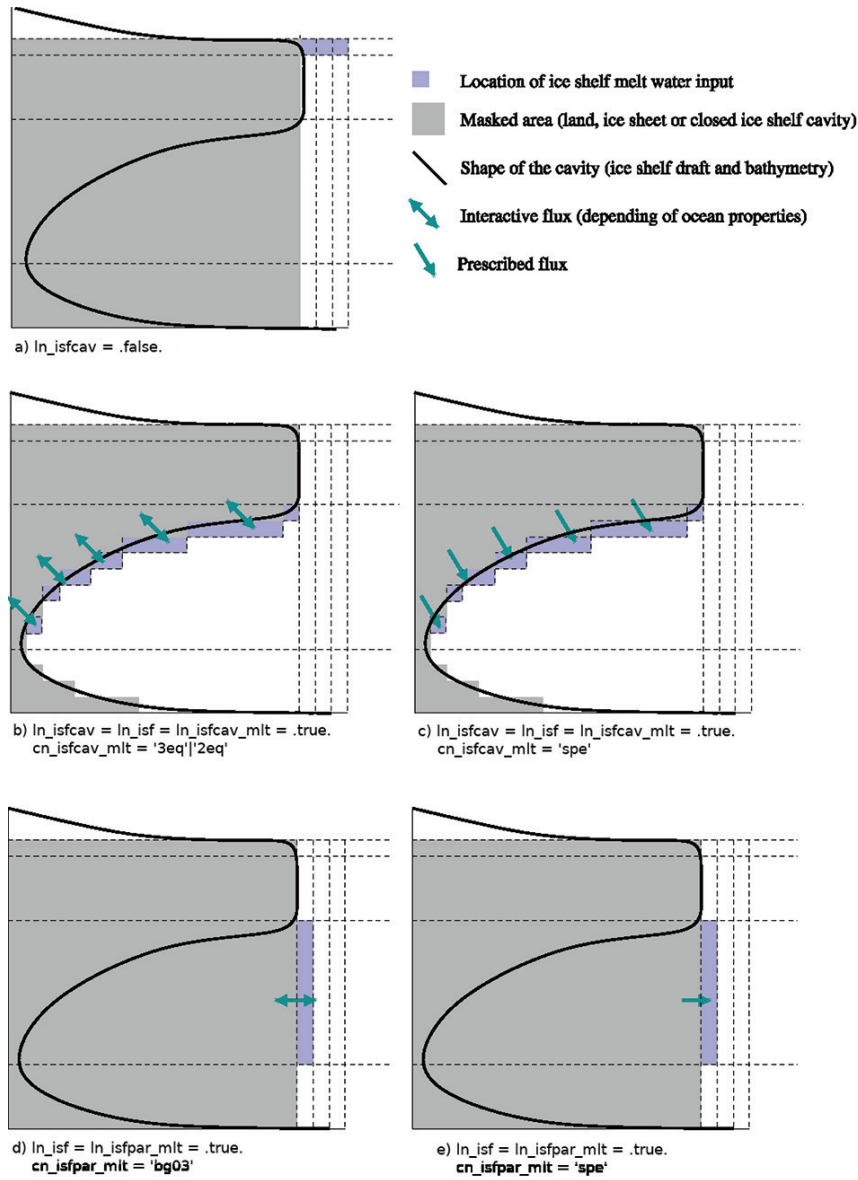 Location of ice shelf melt water input
Masked area (land, ice sheet or closed ice shelf cavity)
Shape of the cavity (ice shelf draft and bathymetry)
Interactive flux (depending of ocean properties)
Prescribed flux
a) ln_isfcav = .false.
b) ln_isfcav = ln_isf = ln_isfcav_mlt = .true.
cn_isfcav_mlt = '3eq'|'2eq'
c) ln_isfcav = ln_isf = ln_isfcav_mlt = .true.
cn_isfcav_mlt = 'spe'
d) ln_isf = ln_isfpar_mlt = .true.
cn_isfpar_mlt = 'bg03'
e) ln_isf = ln_isfpar_mlt = .true.
cn_isfpar_mlt = 'spe'